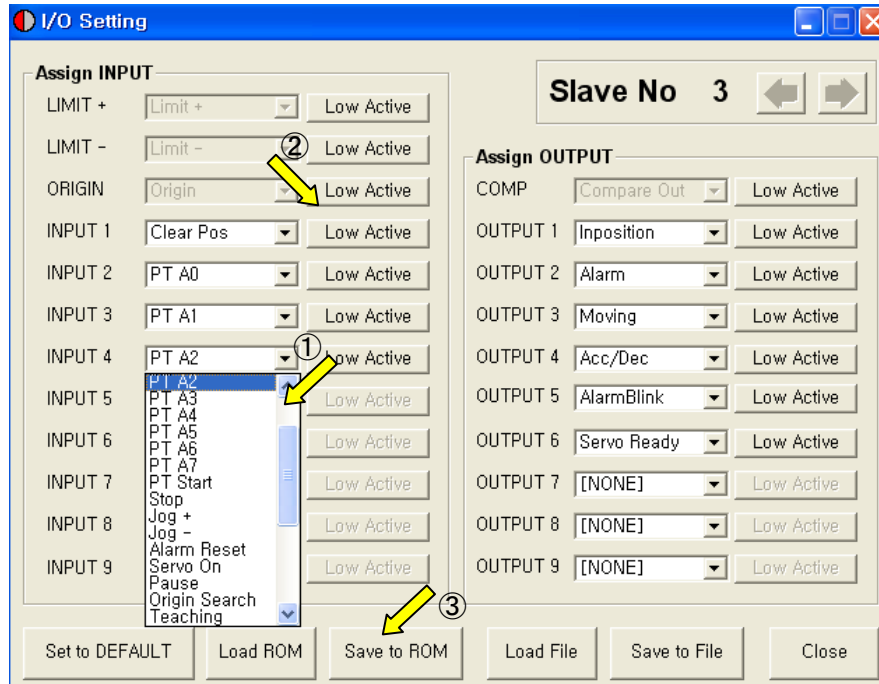 I/O Setting
Slave No 3
Assign INPUT
LIMIT + Limit + Low Active
LIMIT - Limit - ② Low Active
ORIGIN Origin Low Active
INPUT 1 Clear Pos Low Active
INPUT 2 PT A0 Low Active
INPUT 3 PT A1 Low Active
INPUT 4 PT A2 ① Low Active
PT A2
PT A3
PT A4
PT A5
PT A6
PT A7
PT Start
Stop
Jog +
Jog -
Alarm Reset
Servo On
Pause
Origin Search
Teaching
INPUT 5 Low Active
INPUT 6 Low Active
INPUT 7 Low Active
INPUT 8 Low Active
INPUT 9 Low Active
Assign OUTPUT
COMP Compare Out Low Active
OUTPUT 1 Inposition Low Active
OUTPUT 2 Alarm Low Active
OUTPUT 3 Moving Low Active
OUTPUT 4 Acc/Dec Low Active
OUTPUT 5 AlarmBlink Low Active
OUTPUT 6 Servo Ready Low Active
OUTPUT 7 [NONE] Low Active
OUTPUT 8 [NONE] Low Active
OUTPUT 9 [NONE] Low Active
③
Set to DEFAULT Load ROM Save to ROM Load File Save to File Close